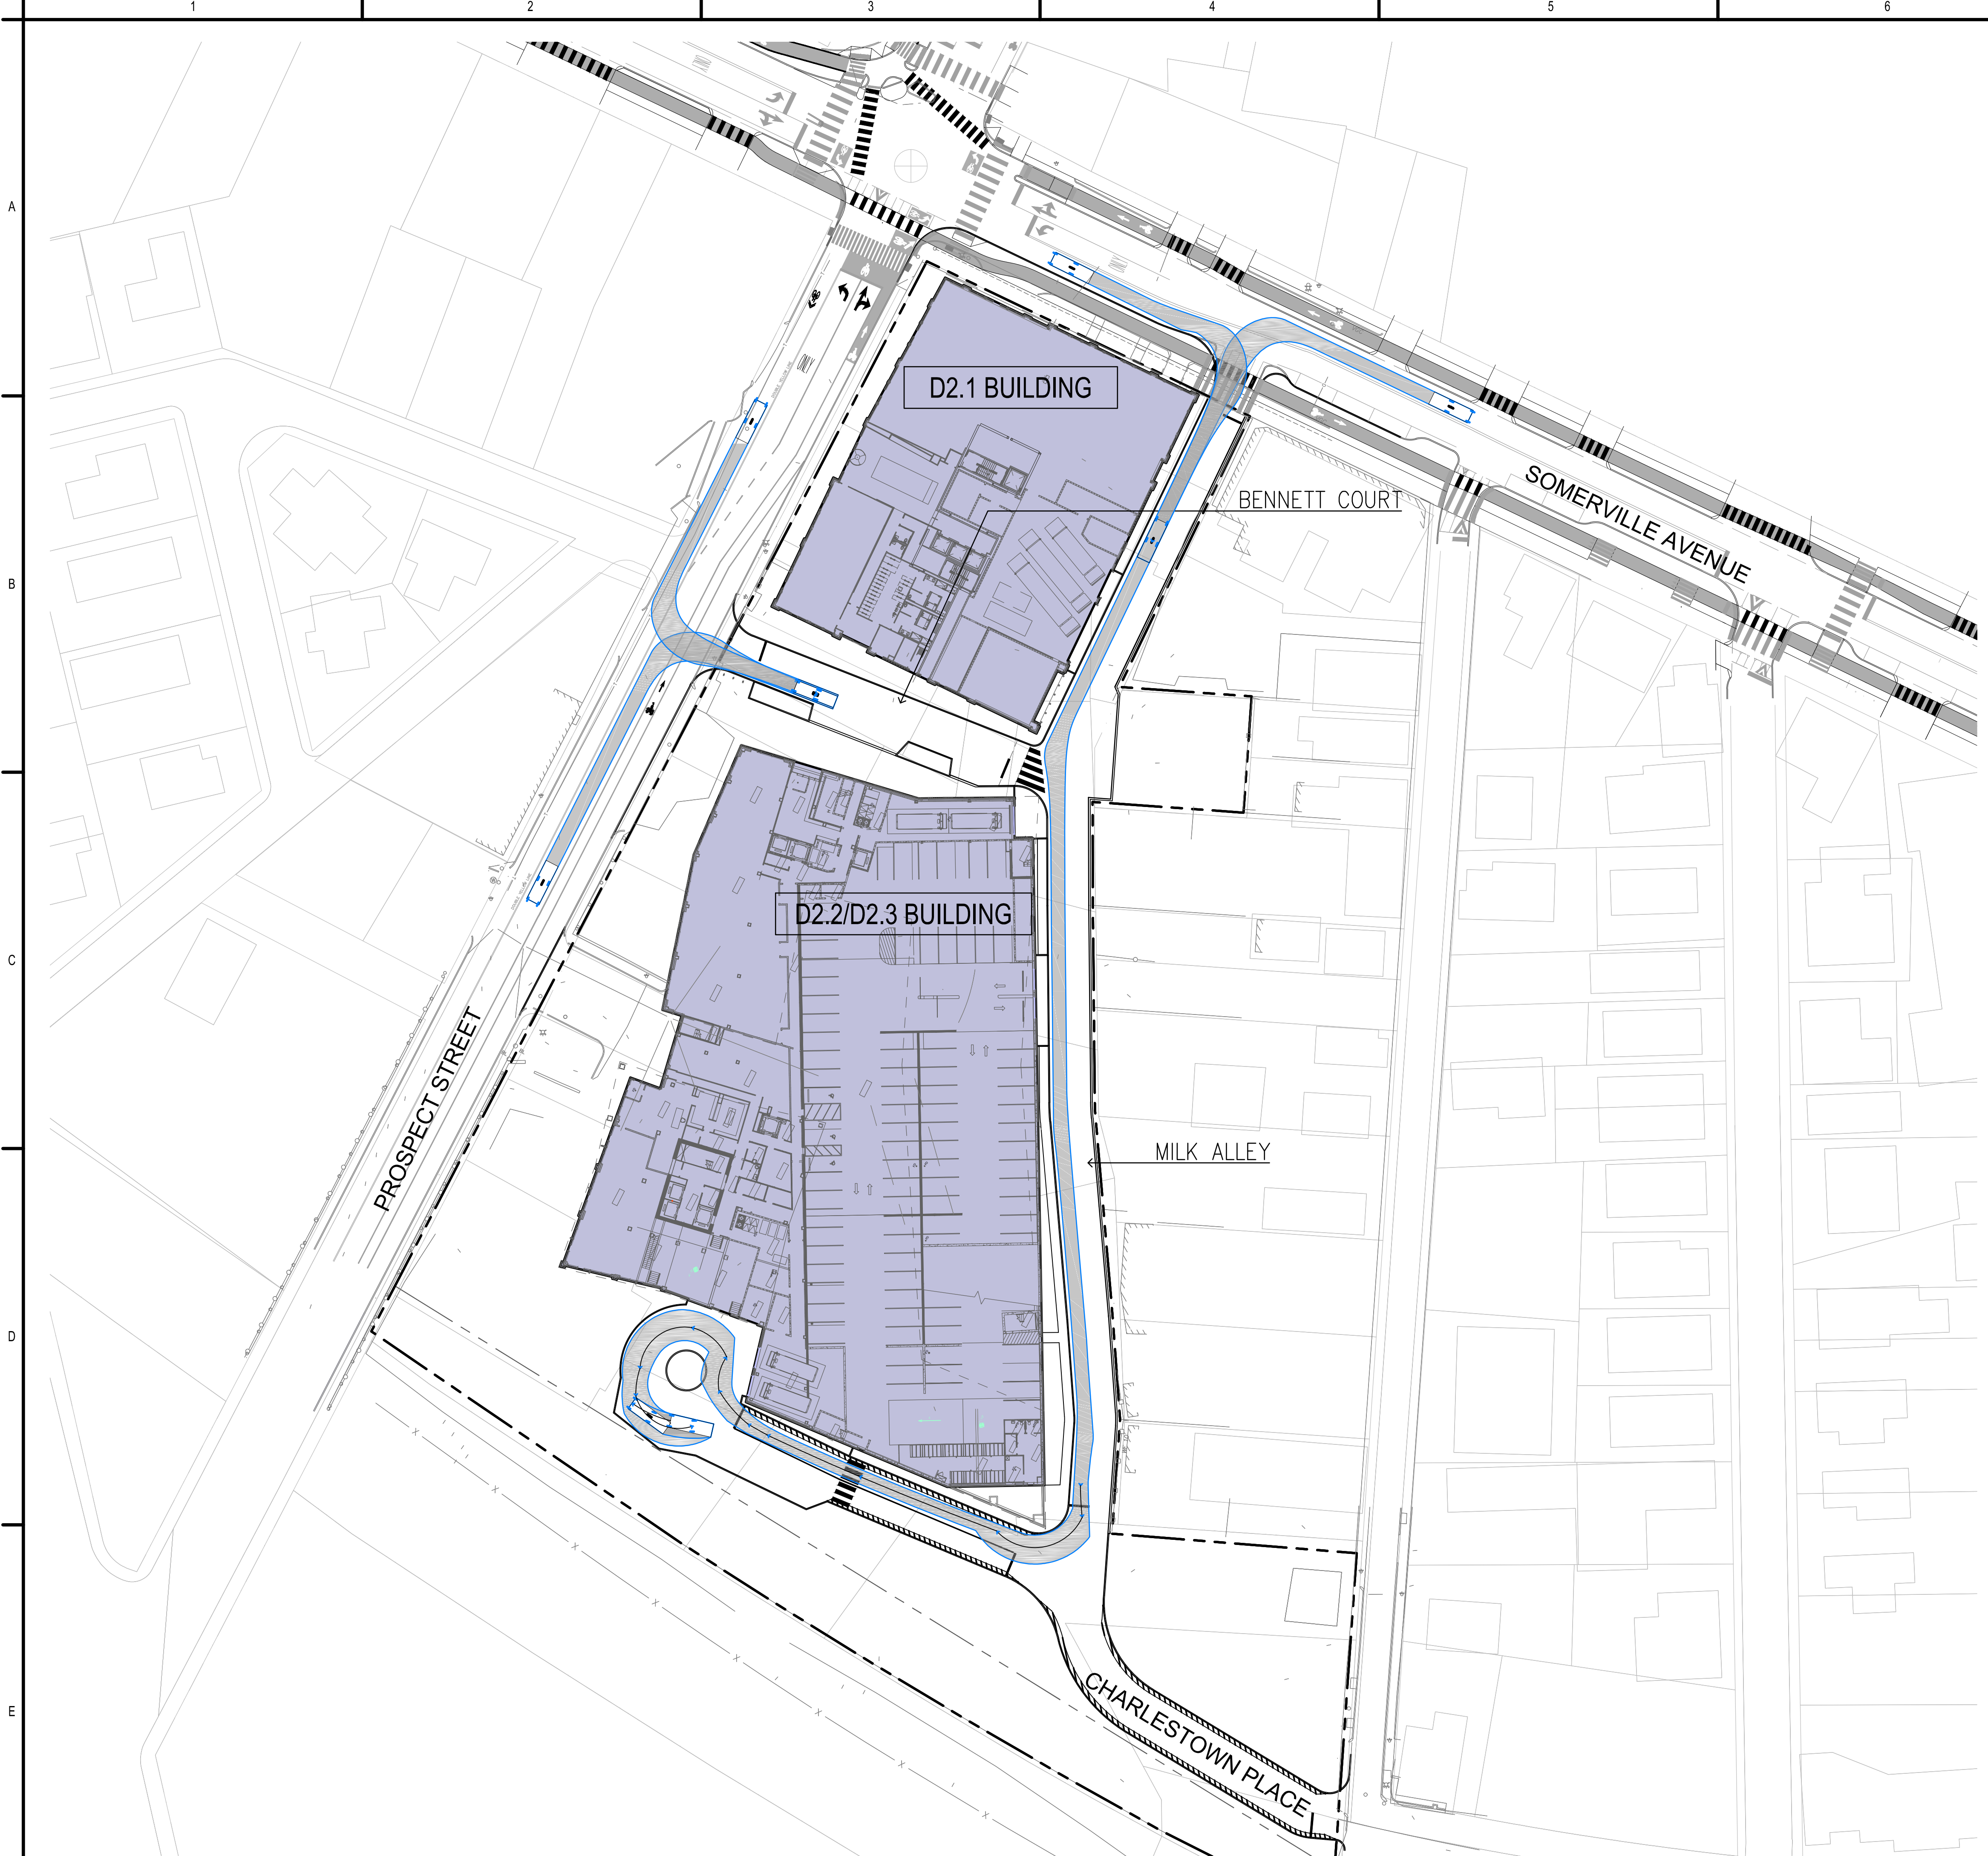 1 2 3 4 5 6
A
D2.1 BUILDING
BENNETT COURT
SOMERVILLE AVENUE
B
D2.2/D2.3 BUILDING
C
PROSPECT STREET
MILK ALLEY
D
CHARLESTOWN PLACE
E